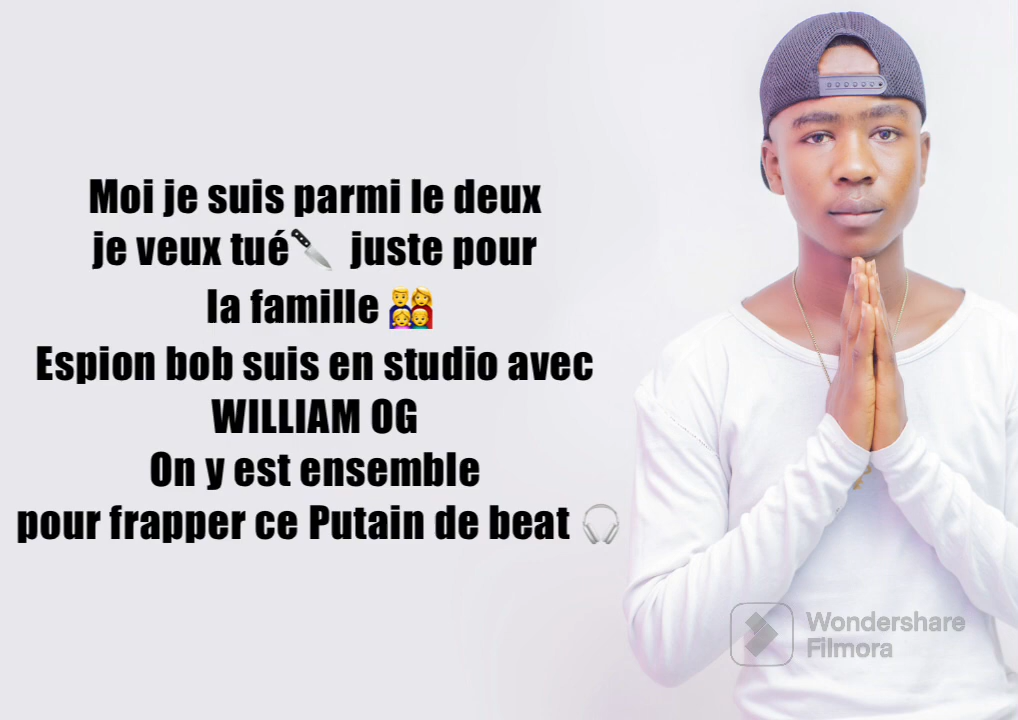 Moi je suis parmi le deux
je veux tué🔪 juste pour
la famille 👨‍👩‍👧‍👦
Espion bob suis en studio avec
WILLIAM OG
On y est ensemble
pour frapper ce Putain de beat 🎧
Wondershare
Filmora